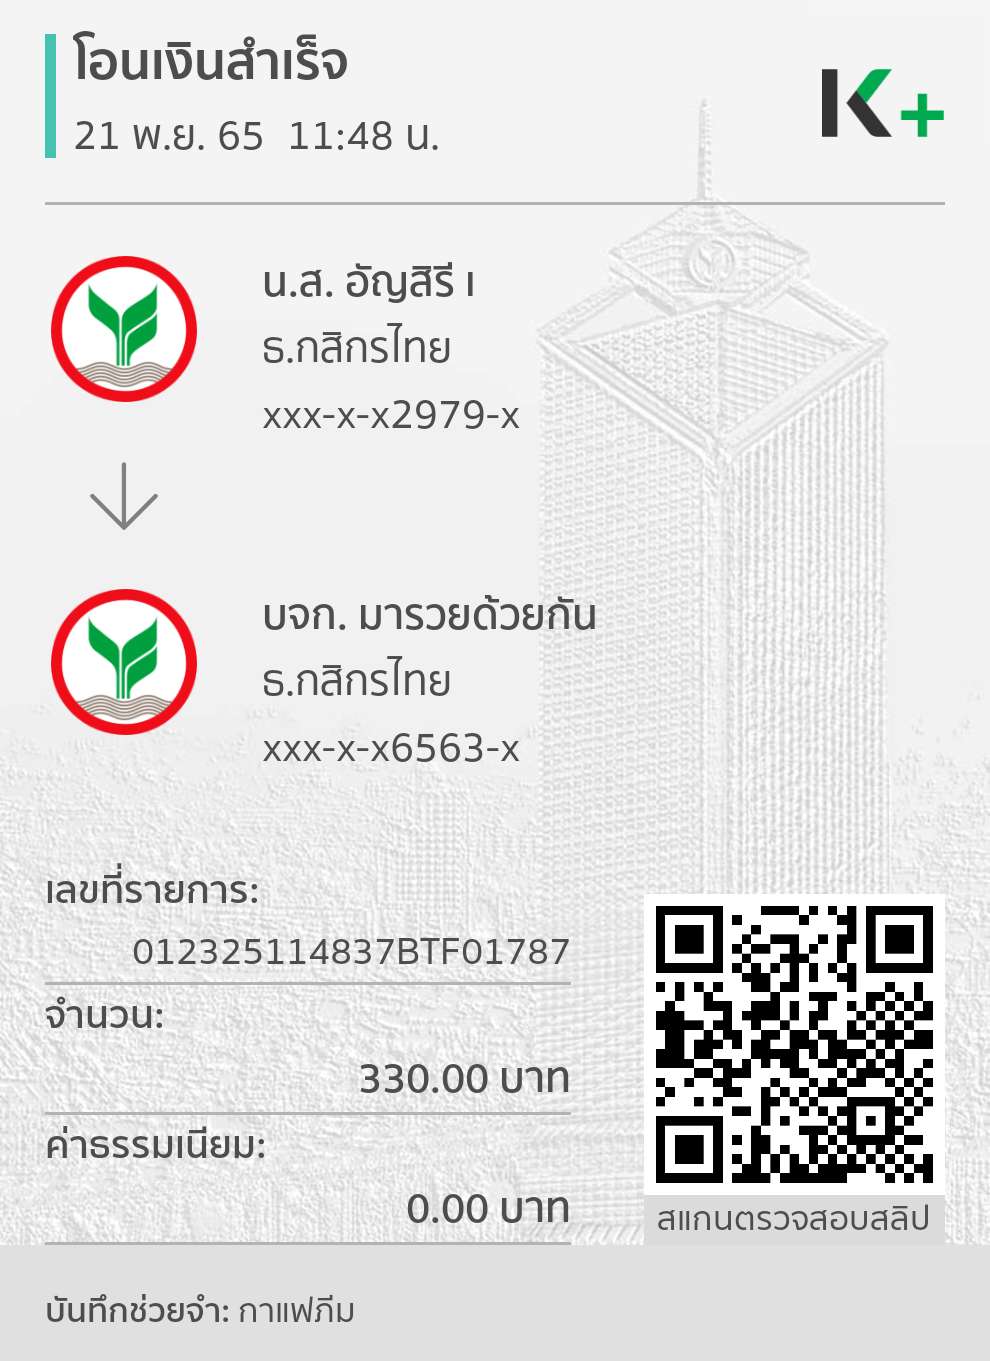 โอนเงินสำเร็จ
21 พ.ย. 65 11:48 น.
K+
น.ส. อัญสิรี เ
ธ.กสิกรไทย
xxx-x-x2979-x
บจก. มารวยด้วยกัน
ธ.กสิกรไทย
xxx-x-x6563-x
เลขที่รายการ:
012325114837BTF01787
จำนวน:
330.00 บาท
ค่าธรรมเนียม:
0.00 บาท
สแกนตรวจสอบสลิป
บันทึกช่วยจำ: กาแฟภีม